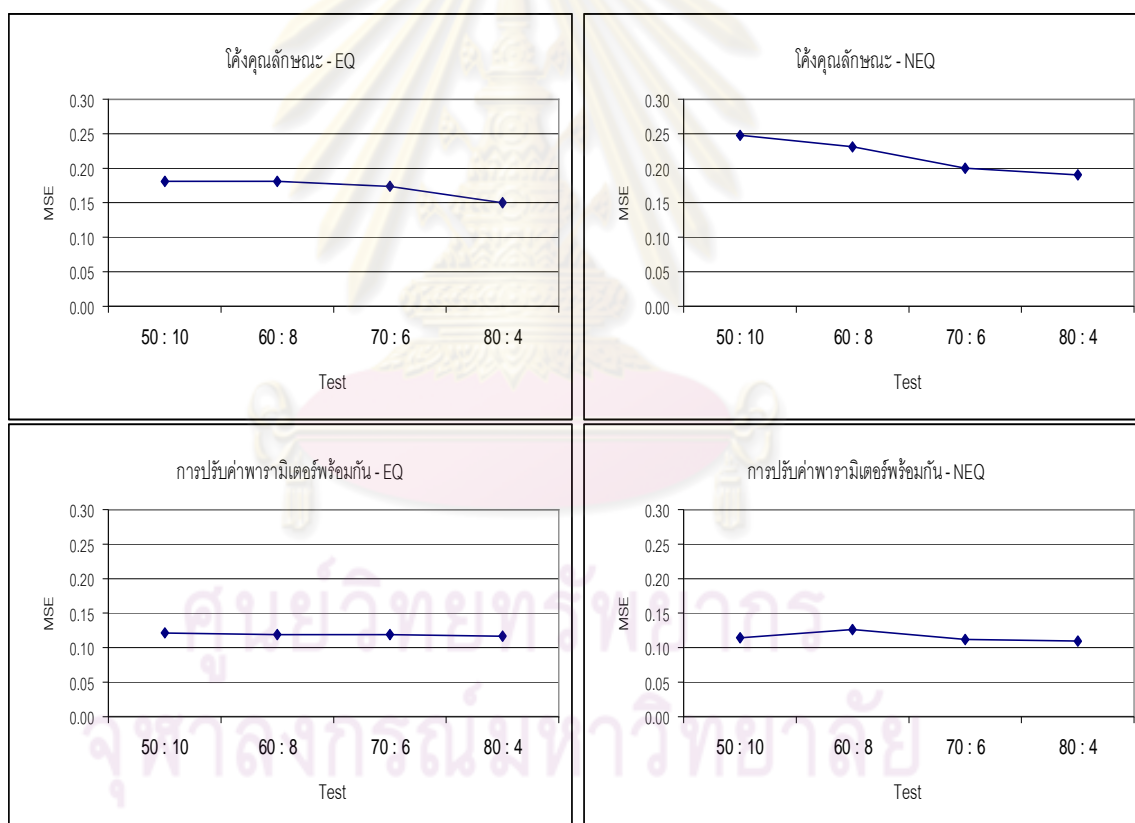 โค้งคุณลักษณะ - EQ
0.30
0.25
0.20
0.15
0.10
0.05
0.00
MSE
50 : 10 60 : 8 70 : 6 80 : 4
Test
โค้งคุณลักษณะ - NEQ
0.30
0.25
0.20
0.15
0.10
0.05
0.00
MSE
50 : 10 60 : 8 70 : 6 80 : 4
Test
การปรับค่าพารามิเตอร์พร้อมกัน - EQ
0.30
0.25
0.20
0.15
0.10
0.05
0.00
MSE
50 : 10 60 : 8 70 : 6 80 : 4
Test
การปรับค่าพารามิเตอร์พร้อมกัน - NEQ
0.30
0.25
0.20
0.15
0.10
0.05
0.00
MSE
50 : 10 60 : 8 70 : 6 80 : 4
Test
ศูนย์วิทยทรัพยากร
จุฬาลงกรณ์มหาวิทยาลัย